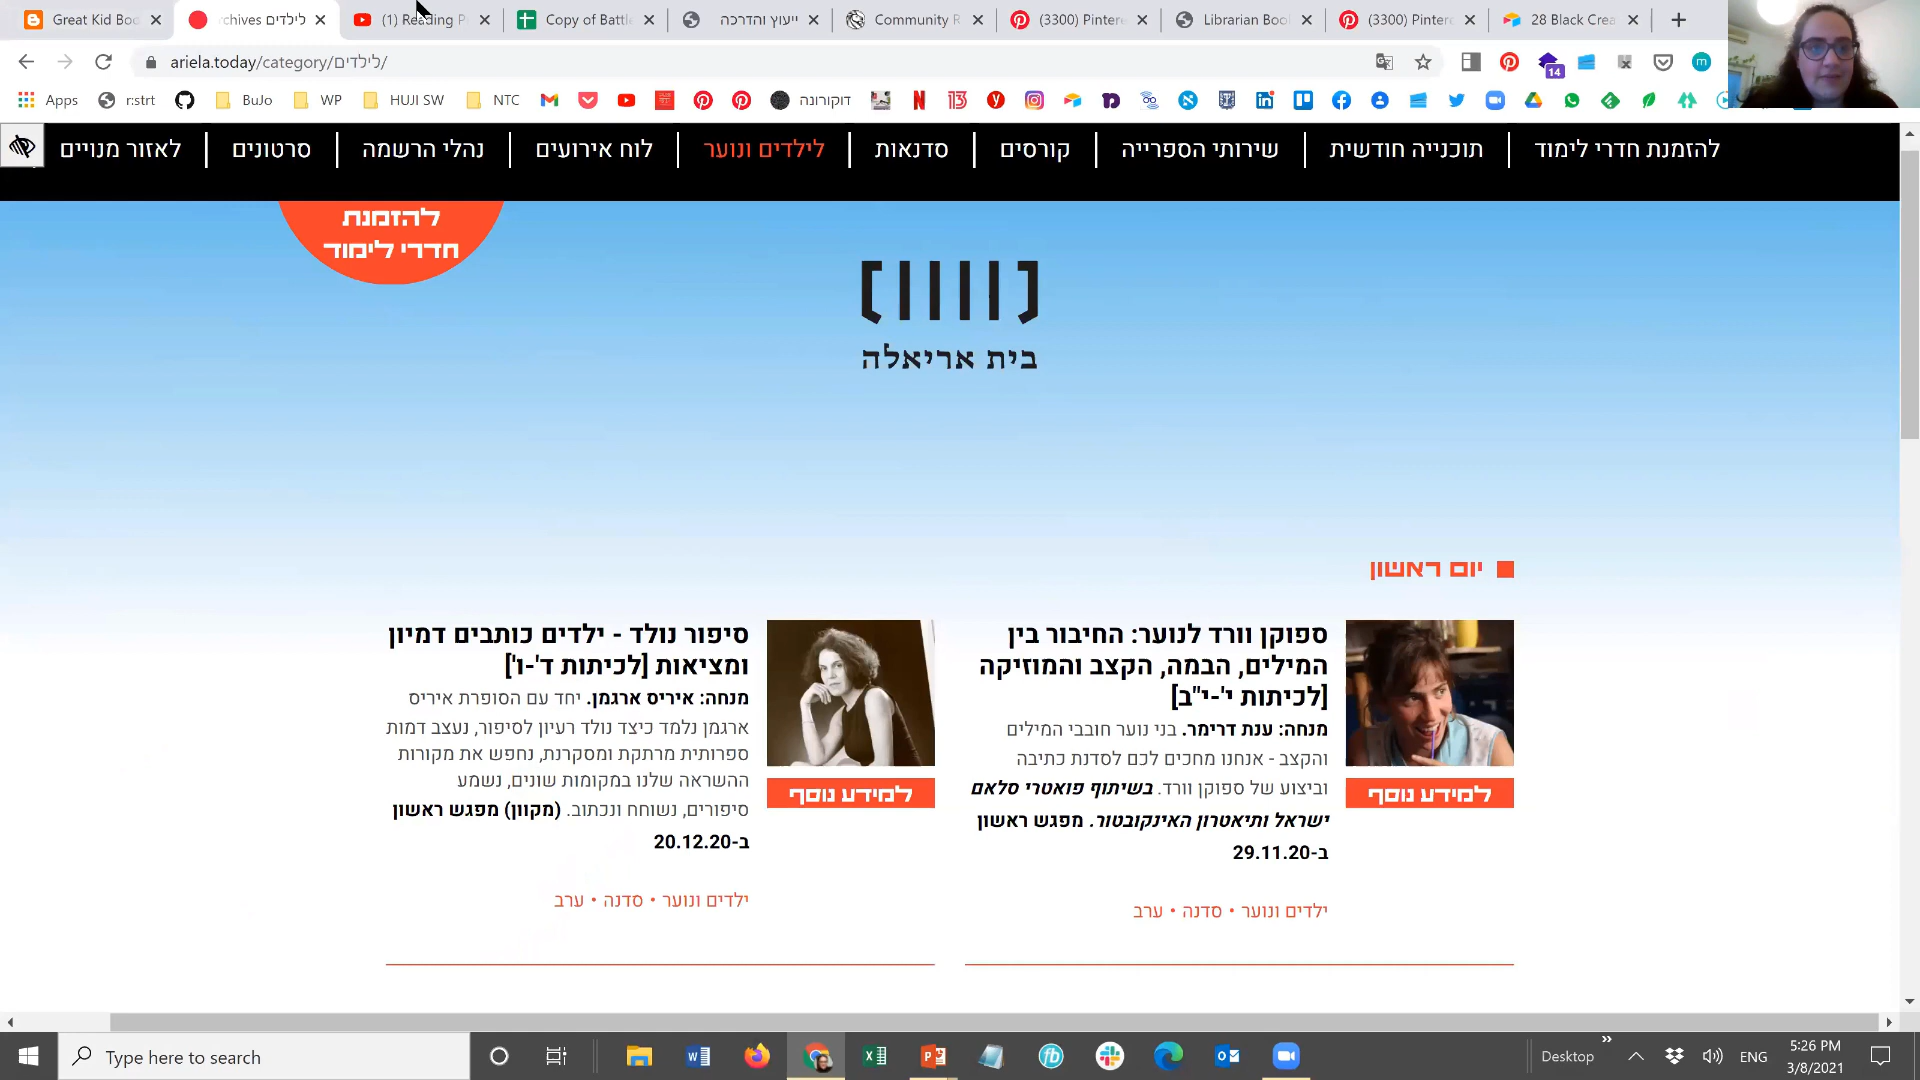 Great Kid Boo
chives לילדים
(1) Reading P
Copy of Battl
ייעוץ והדרכה
Community R
(3300) Pinter
Librarian Boo
(3300) Pinter
28 Black Crea
ariela.today/category/לילדים/
14
Apps
r:strt
BuJo
WP
HUJI SW
NTC
דוקורונה
להזמנת חדרי לימוד
תוכנייה חודשית
שירותי הספרייה
קורסים
סדנאות
לילדים ונוער
לוח אירועים
נהלי הרשמה
סרטונים
לאזור מנויים
להזמנת
חדרי לימוד
בית אריאלה
יום ראשון
ספוקן וורד לנוער: החיבור בין
המילים, הבמה, הקצב והמוזיקה
[לכיתות י'-י"ב]
מנחה: ענת דרימר. בני נוער חובבי המילים
והקצב - אנחנו מחכים לכם לסדנת כתיבה
וביצוע של ספוקן וורד. בשיתוף פואטרי סלאם
ישראל ותיאטרון האינקובטור. מפגש ראשון
ב-29.11.20
ילדים ונוער • סדנה • ערב
למידע נוסף
סיפור נולד - ילדים כותבים דמיון
ומציאות [לכיתות ד'-ו']
מנחה: איריס ארגמן. יחד עם הסופרת איריס
ארגמן נלמד כיצד נולד רעיון לסיפור, נעצב דמות
ספרותית מרתקת ומסקרנת, נחפש את מקורות
ההשראה שלנו במקומות שונים, נשמע
סיפורים, נשוחח ונכתוב. (מקוון) מפגש ראשון
ב-20.12.20
ילדים ונוער • סדנה • ערב
למידע נוסף
Type here to search
Desktop
ENG
5:26 PM
3/8/2021